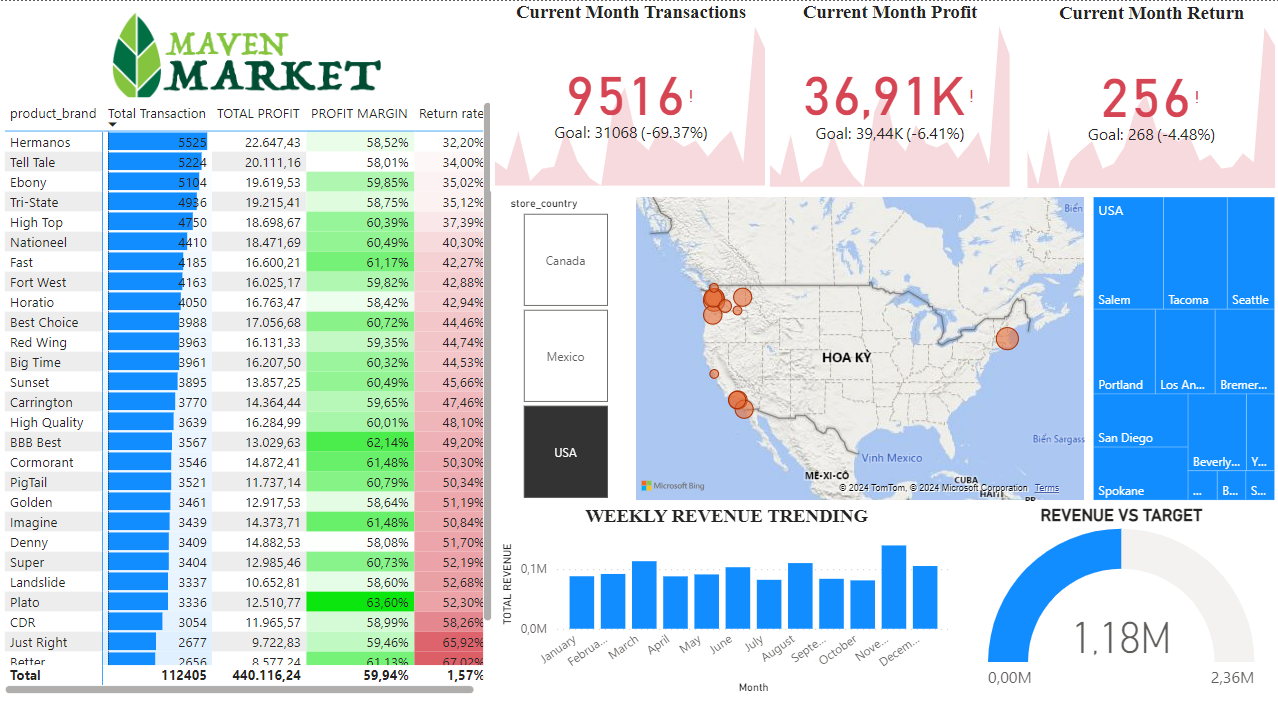 MAVEN
MARKET
product_brand Total Transaction TOTAL PROFIT PROFIT MARGIN Return rate
Hermanos 5525 22.647,43 58,52% 32,20%
Tell Tale 5224 20.111,16 58,01% 34,00%
Ebony 5104 19.619,53 59,85% 35,02%
Tri-State 4936 19.215,41 58,75% 35,12%
High Top 4750 18.698,67 60,39% 37,39%
Nationeel 4410 18.471,69 60,49% 40,30%
Fast 4185 16.600,21 61,17% 42,27%
Fort West 4163 16.025,17 59,82% 42,88%
Horatio 4050 16.763,47 58,42% 42,94%
Best Choice 3988 17.056,68 60,72% 44,46%
Red Wing 3963 16.131,33 59,35% 44,74%
Big Time 3961 16.207,50 60,32% 44,53%
Sunset 3895 13.857,25 60,49% 45,66%
Carrington 3770 14.364,44 59,65% 47,46%
High Quality 3639 16.284,99 60,01% 48,10%
BBB Best 3567 13.029,63 62,14% 49,20%
Cormorant 3546 14.872,41 61,48% 50,30%
PigTail 3521 11.737,14 60,79% 50,34%
Golden 3461 12.917,53 58,64% 51,19%
Imagine 3439 14.373,71 61,48% 50,84%
Denny 3409 14.882,53 58,08% 51,70%
Super 3404 12.985,46 60,73% 52,19%
Landslide 3337 10.652,81 58,60% 52,68%
Plato 3336 12.510,77 63,60% 52,30%
CDR 3054 11.965,57 58,99% 58,26%
Just Right 2677 9.722,83 59,46% 65,92%
Better 2656 8.577,24 61,13% 67,02%
Total 112405 440.116,24 59,94% 1,57%
Current Month Transactions
9516!
Goal: 31068 (-69.37%)
Current Month Profit
36,91K!
Goal: 39,44K (-6.41%)
Current Month Return
256!
Goal: 268 (-4.48%)
store_country
Canada
Mexico
USA
Biển
HOA KỲ
Biển Sargass
Vịnh Mexico
MÊ-XI-CÔ
CUBA
HAITI
PR
Microsoft Bing
© 2024 TomTom, © 2024 Microsoft Corporation Terms
USA
Salem
Tacoma
Seattle
Portland
Los An...
Bremer...
San Diego
Beverly...
Y...
Spokane
...
B...
S...
WEEKLY REVENUE TRENDING
TOTAL REVENUE
0,1M
0,0M
January
Februa...
March
April
May
June
July
August
Septe...
October
Nove...
Decem...
Month
REVENUE VS TARGET
1,18M
0,00M
2,36M